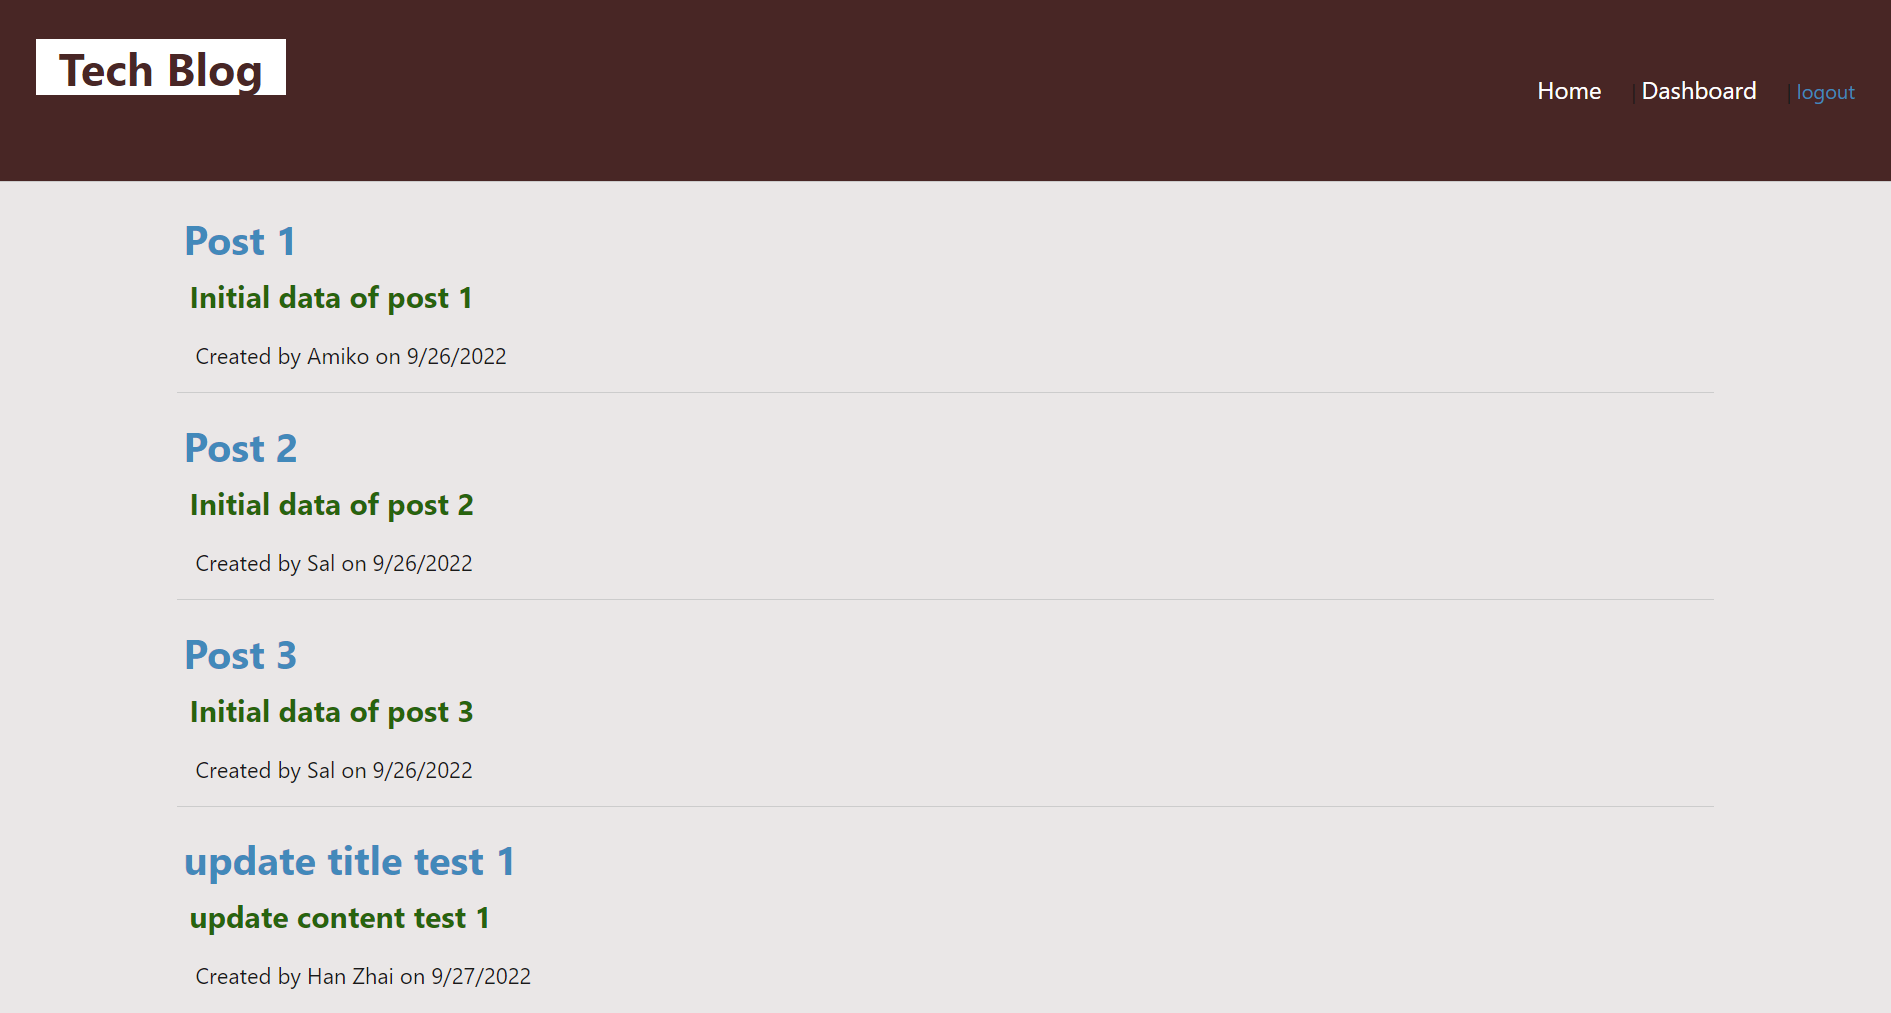 Tech Blog
Home | Dashboard | logout
Post 1
Initial data of post 1
Created by Amiko on 9/26/2022
Post 2
Initial data of post 2
Created by Sal on 9/26/2022
Post 3
Initial data of post 3
Created by Sal on 9/26/2022
update title test 1
update content test 1
Created by Han Zhai on 9/27/2022